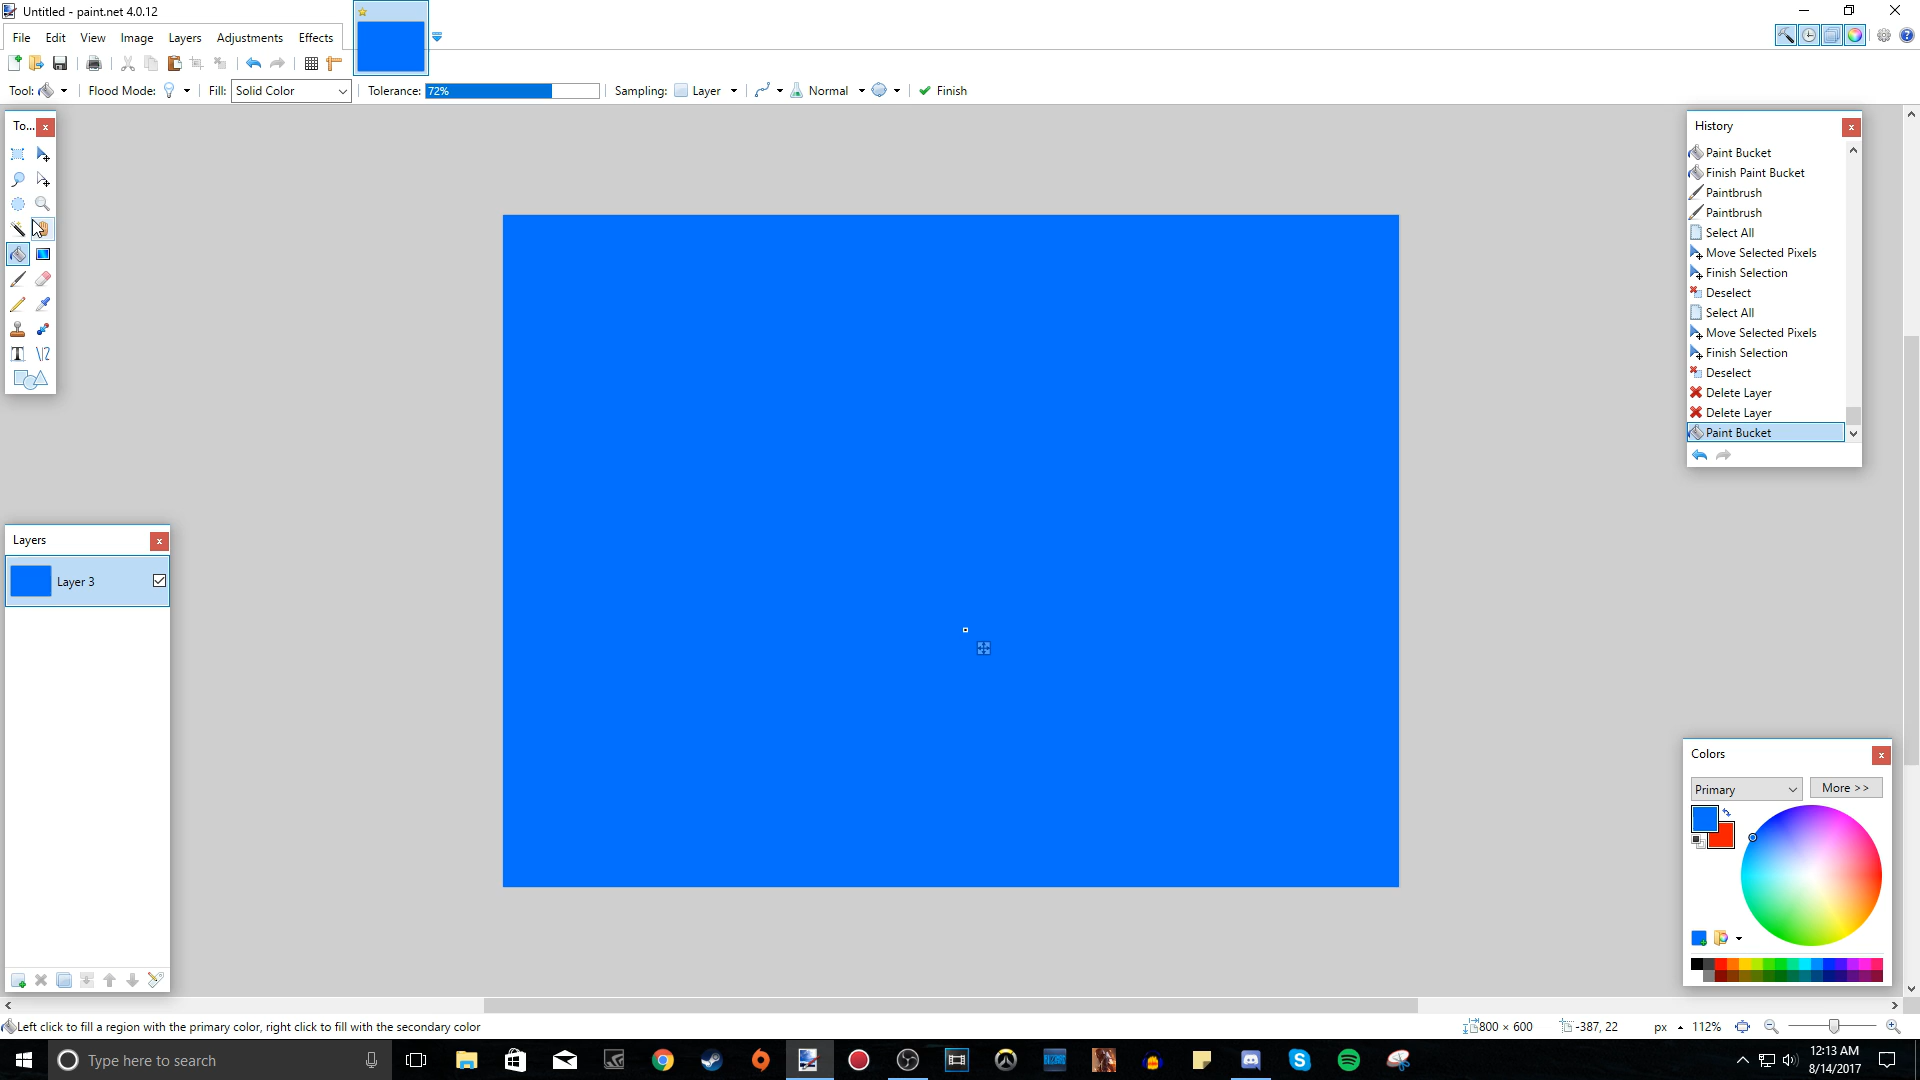 Untitled - paint.net 4.0.12
File Edit View Image Layers Adjustments Effects
Tool: Flood Mode: Fill: Solid Color Tolerance: 72% Sampling: Layer Normal Finish
To...
History
Paint Bucket
Finish Paint Bucket
Paintbrush
Paintbrush
Select All
Move Selected Pixels
Finish Selection
Deselect
Select All
Move Selected Pixels
Finish Selection
Deselect
Delete Layer
Delete Layer
Paint Bucket
Layers
Layer 3
Colors
Primary More >>
Left click to fill a region with the primary color, right click to fill with the secondary color
800 × 600 -387, 22 px 112%
Type here to search
12:13 AM
8/14/2017